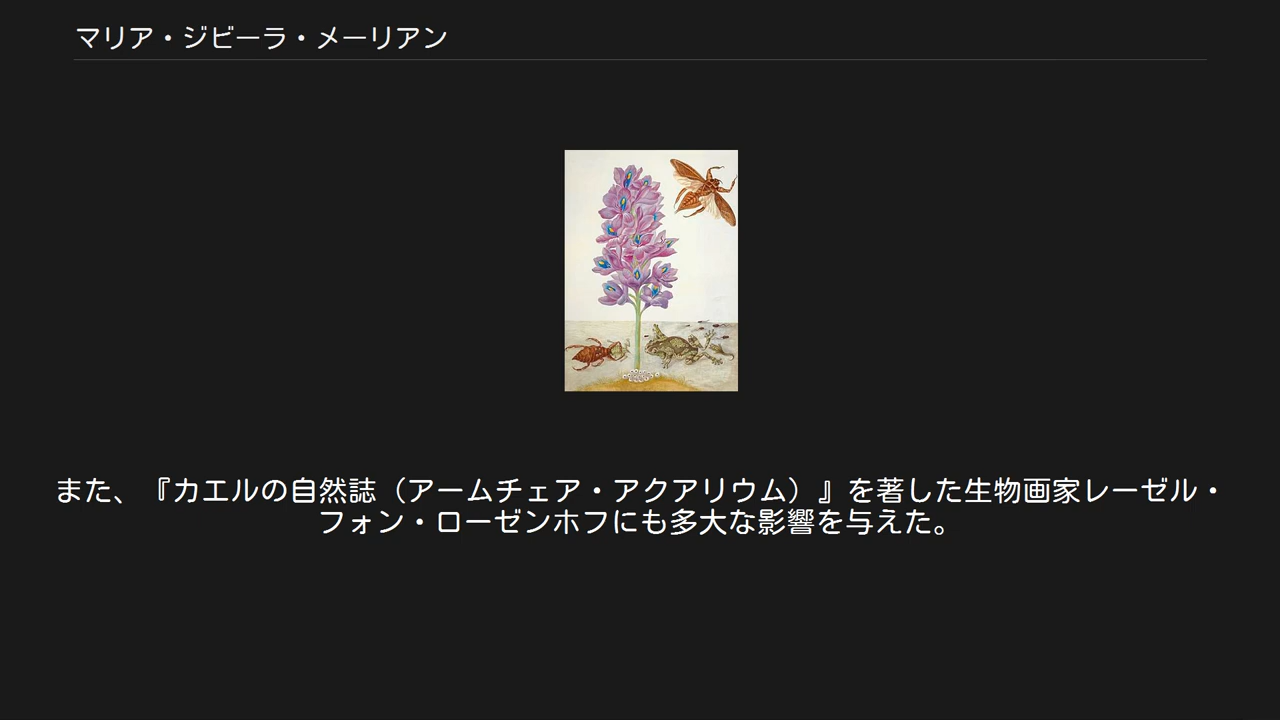 マリア・ジビーラ・メーリアン
また、『カエルの自然誌（アームチェア・アクアリウム）』を著した生物画家レーゼル・
フォン・ローゼンホフにも多大な影響を与えた。